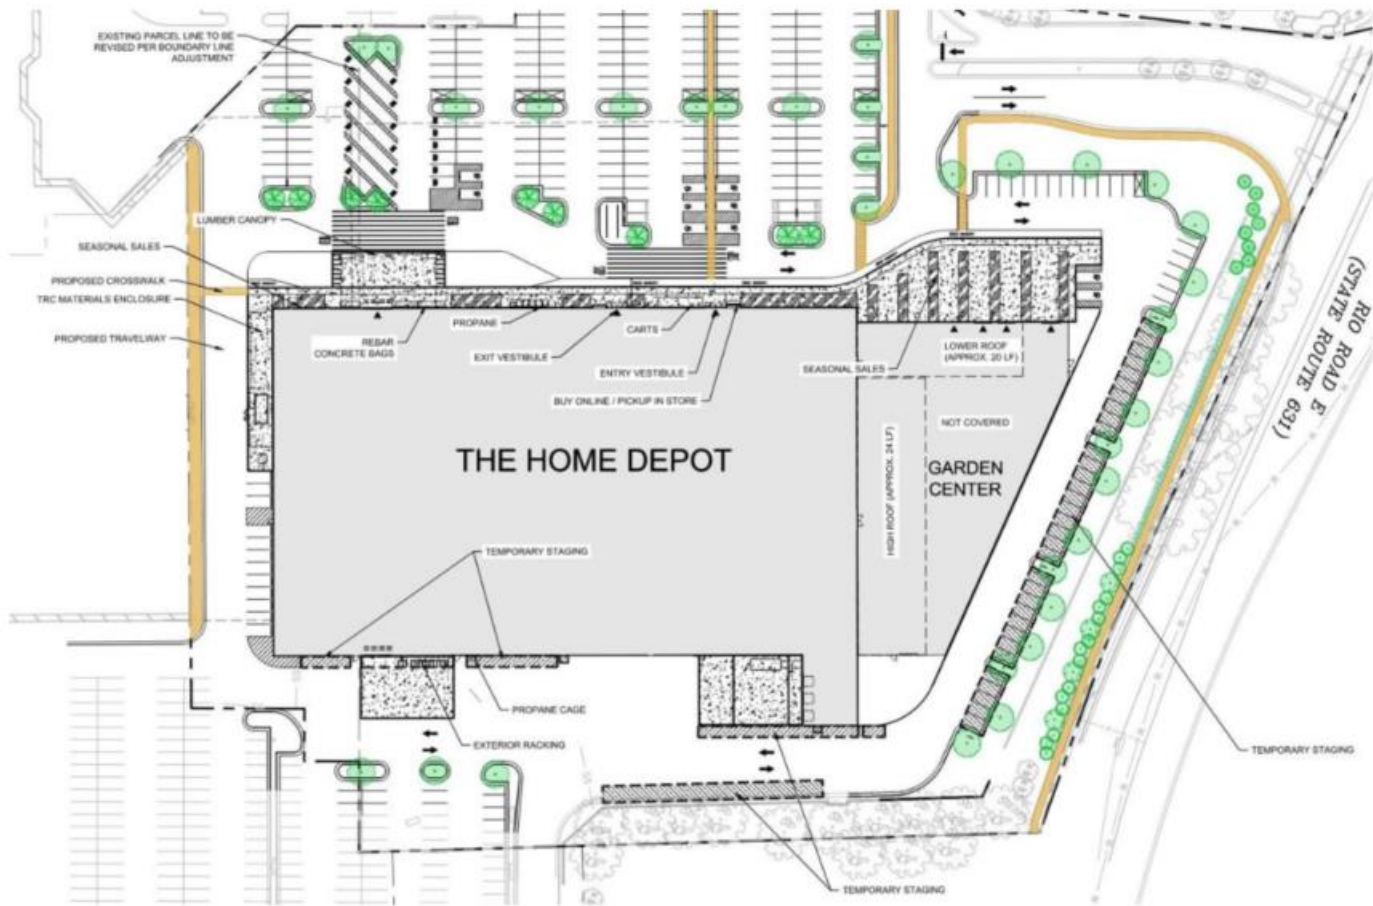 EXISTING PARCEL LINE TO BE
REVISED PER BOUNDARY LINE
ADJUSTMENT
LUMBER CANOPY
SEASONAL SALES
PROPOSED CROSSWALK
TRC MATERIALS ENCLOSURE
PROPOSED TRAVELWAY
REBAR
CONCRETE BAGS
PROPANE
EXIT VESTIBULE
CARTS
ENTRY VESTIBULE
BUY ONLINE / PICKUP IN STORE
SEASONAL SALES
LOWER ROOF
(APPROX. 20 LF)
RIO ROAD E
(STATE ROUTE 631)
NOT COVERED
HIGH ROOF (APPROX. 24 LF)
THE HOME DEPOT
GARDEN
CENTER
TEMPORARY STAGING
PROPANE CAGE
EXTERIOR RACKING
TEMPORARY STAGING
TEMPORARY STAGING